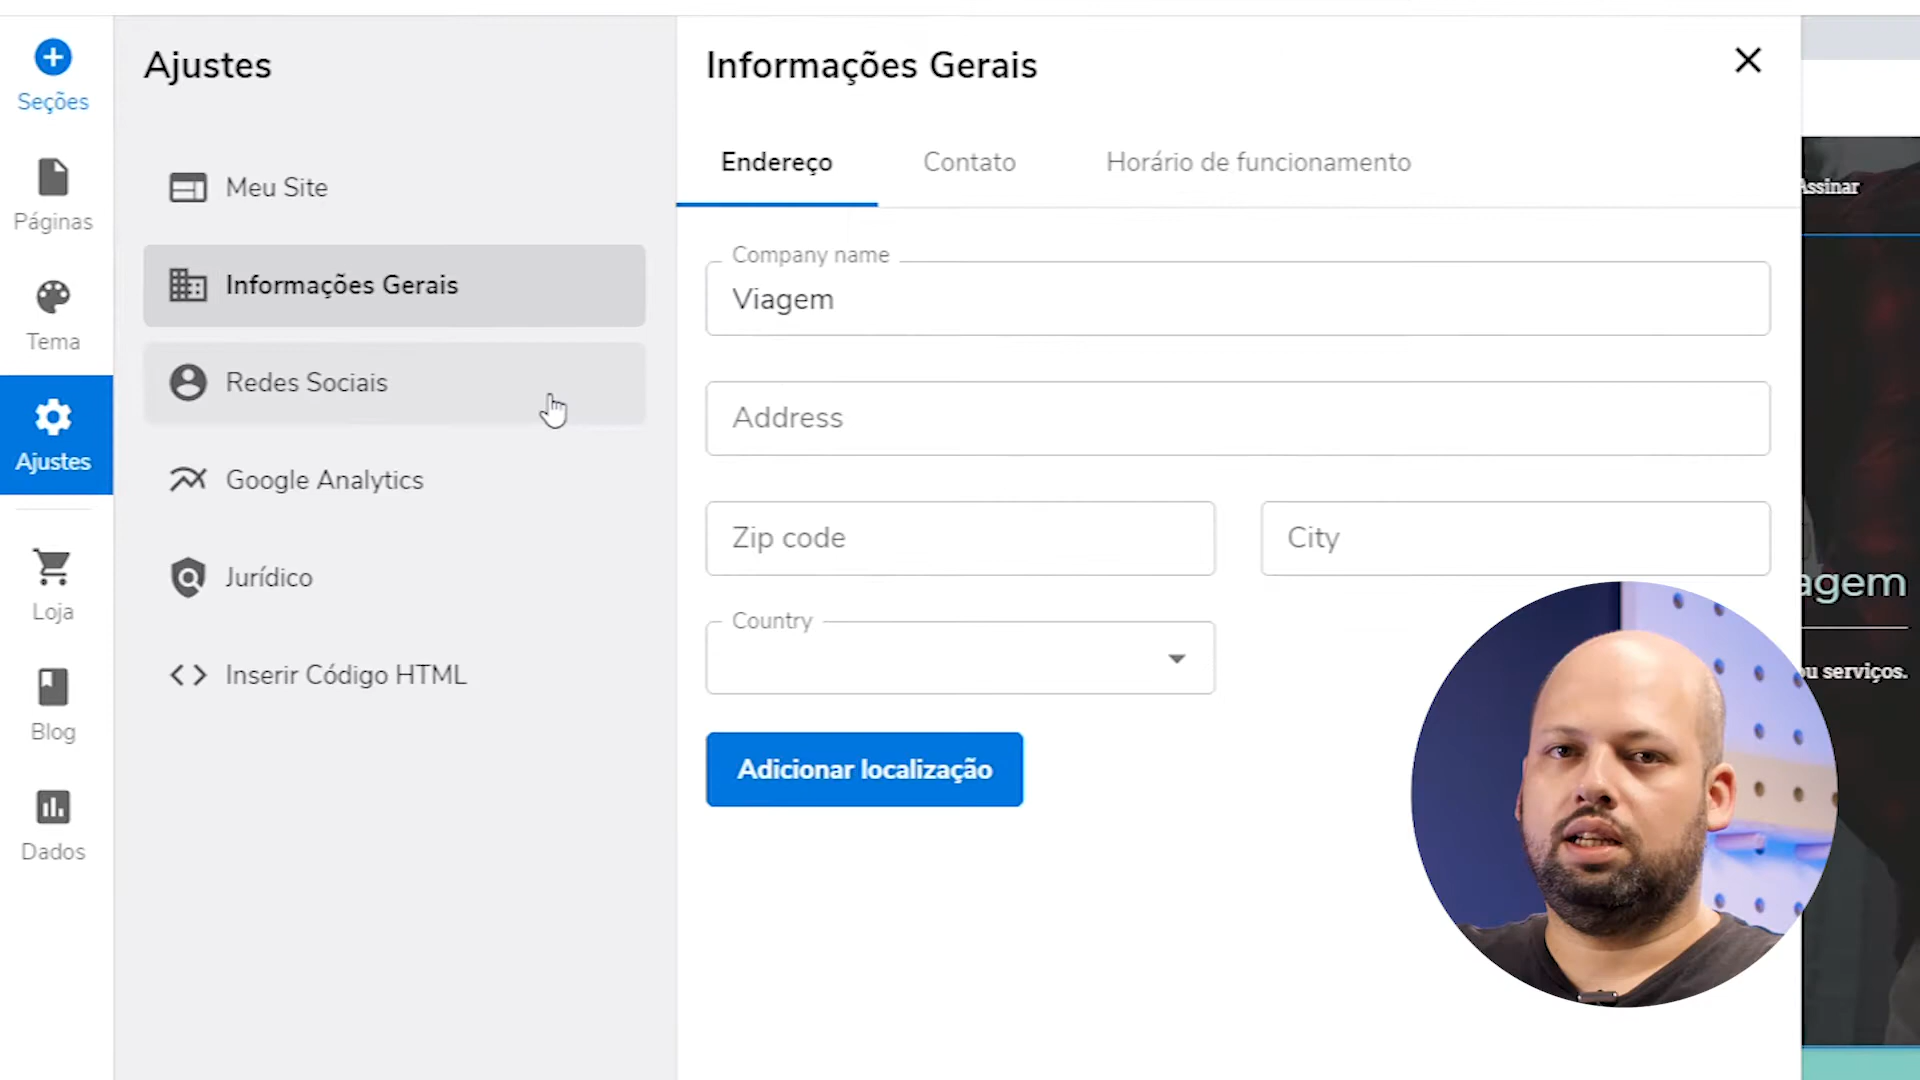 Seções
Páginas
Tema
Ajustes
Loja
Blog
Dados
Ajustes
Meu Site
Informações Gerais
Redes Sociais
Google Analytics
Jurídico
Inserir Código HTML
Informações Gerais
Endereço
Contato
Horário de funcionamento
Company name
Viagem
Address
Zip code
City
Country
Adicionar localização
Assinar
agem
ou serviços.